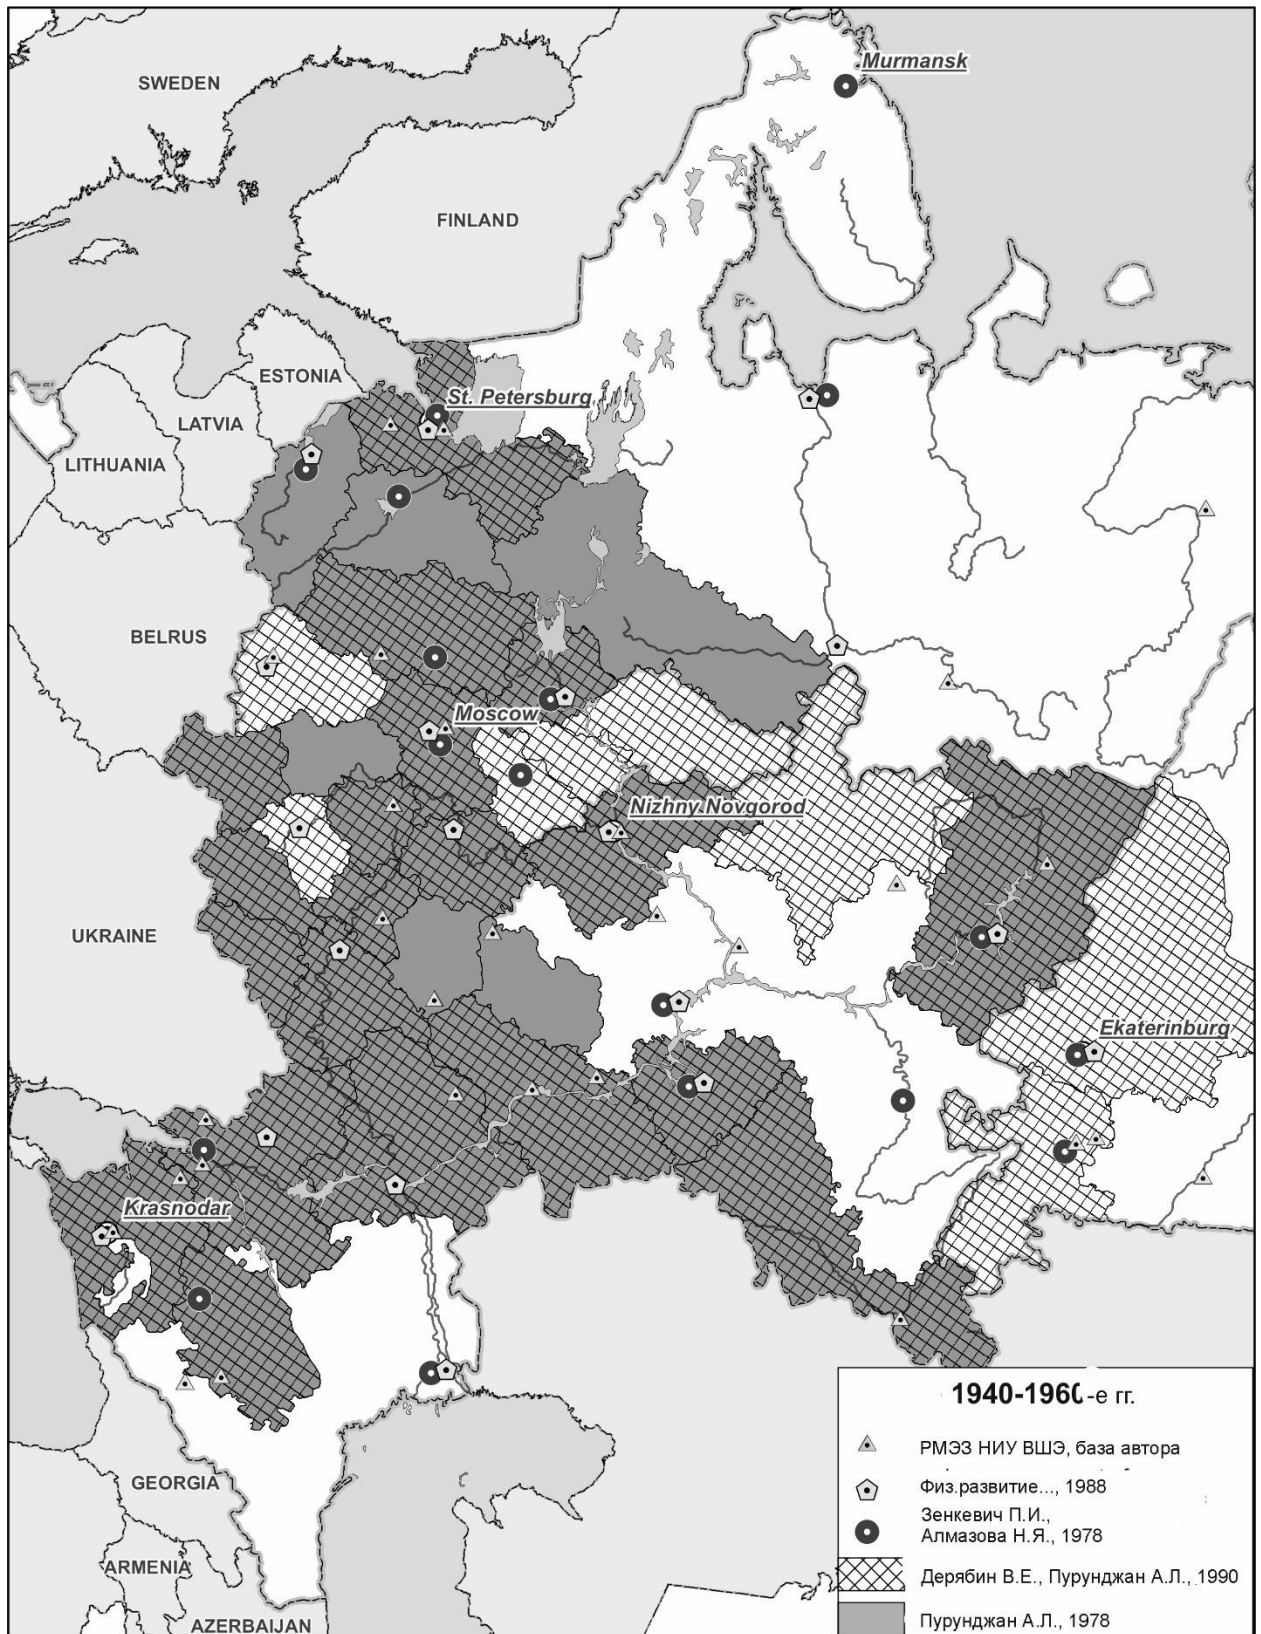 Murmansk
SWEDEN
FINLAND
ESTONIA
St. Petersburg
LATVIA
LITHUANIA
BELRUS
Moscow
Nizhny Novgorod
UKRAINE
Ekaterinburg
Krasnodar
GEORGIA
ARMENIA
AZERBAIJAN
1940-1960-е гг.
РМЭЗ НИУ ВШЭ, база автора
Физ.развитие..., 1988
Зенкевич П.И.,
Алмазова Н.Я., 1978
Дерябин В.Е., Пурунджан А.Л., 1990
Пурунджан А.Л., 1978